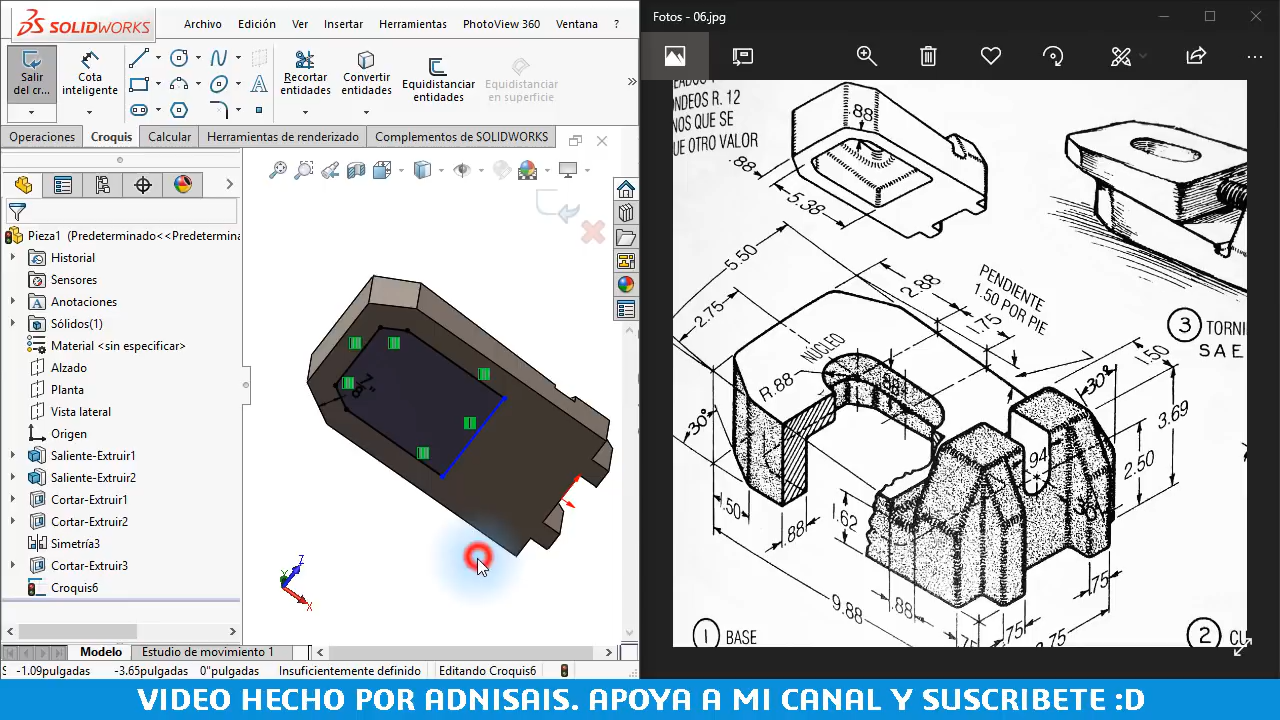 SOLIDWORKS
Archivo Edición Ver Insertar Herramientas PhotoView 360 Ventana ?
Salir del cr...
Cota inteligente
Recortar entidades
Convertir entidades
Equidistanciar entidades
Equidistanciar en superficie
Operaciones Croquis Calcular Herramientas de renderizado Complementos de SOLIDWORKS
Pieza1 (Predeterminado<<Predetermina
Historial
Sensores
Anotaciones
Sólidos(1)
Material <sin especificar>
Alzado
Planta
Vista lateral
Origen
Saliente-Extruir1
Saliente-Extruir2
Cortar-Extruir1
Cortar-Extruir2
Simetría3
Cortar-Extruir3
Croquis6
Z
X
Modelo Estudio de movimiento 1
-1.09pulgadas -3.65pulgadas 0"pulgadas Insuficientemente definido Editando Croquis6
Fotos - 06.jpg
NDEOS R. 12
NOS QUE SE
UE OTRO VALOR
.88
.88
5.38
5.50
2.88
PENDIENTE
1.50 POR PIE
1.75
2.75
NÚCLEO
R.88
.88
3 TORNI
SAE
1.50
30°
3.69
2.50
.94
30°
1.50
.88
1.62
9.88
.88
.75
.75
1 BASE
2 CU
VIDEO HECHO POR ADNISAIS. APOYA A MI CANAL Y SUSCRIBETE :D